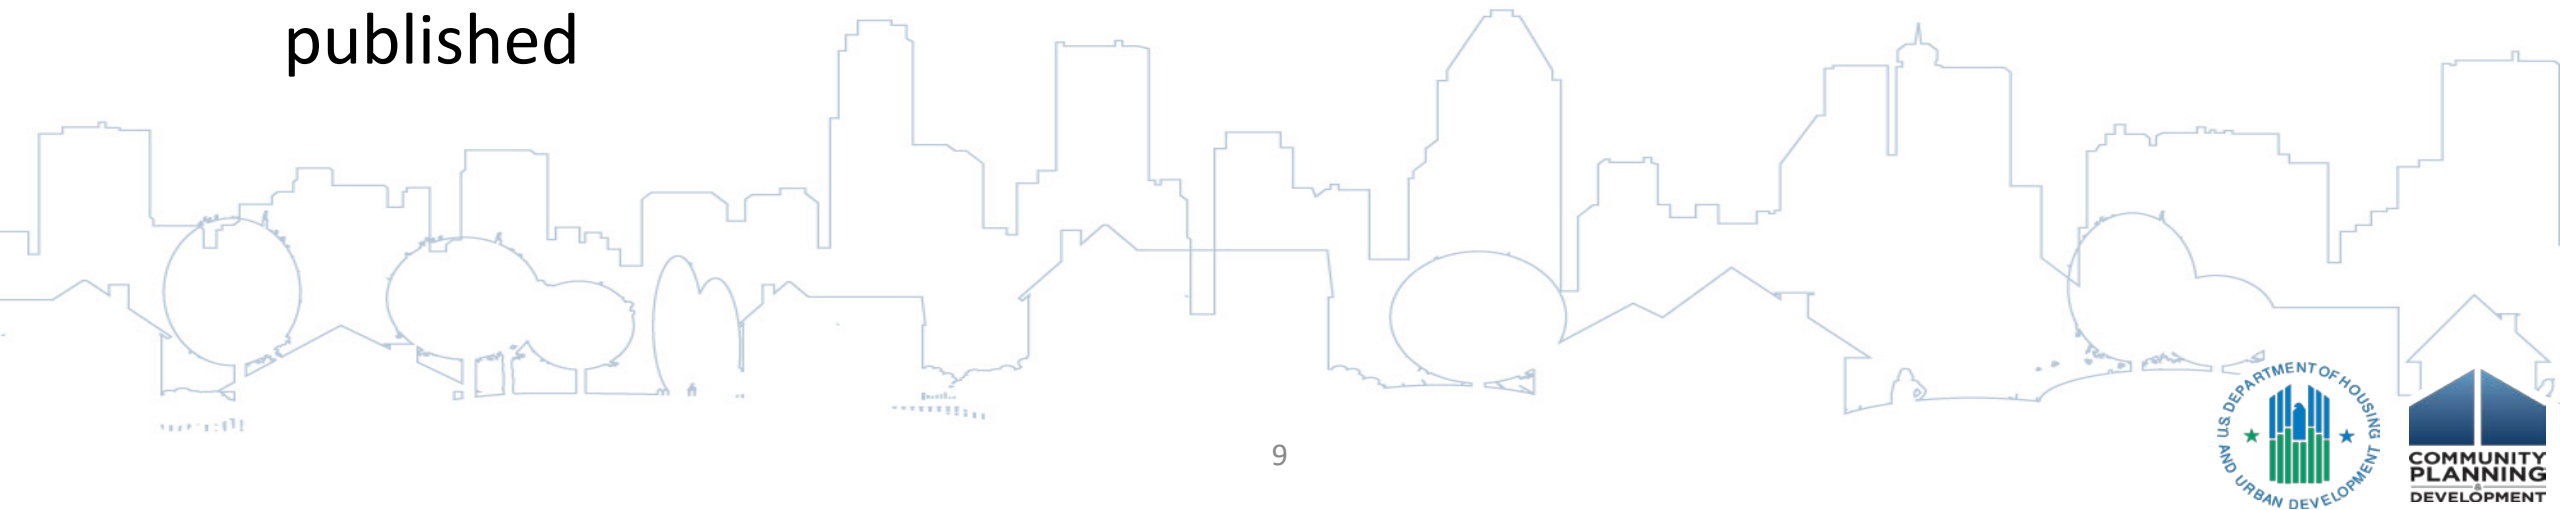 published
9
U.S. DEPARTMENT OF HOUSING
AND URBAN DEVELOPMENT
COMMUNITY
PLANNING
&
DEVELOPMENT